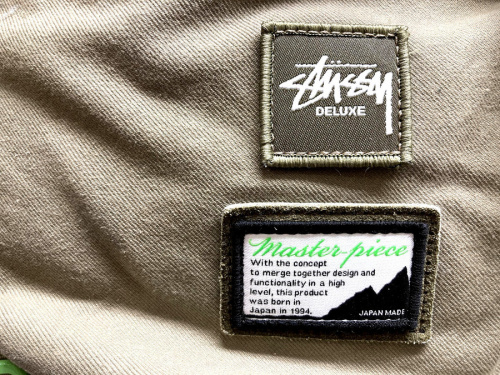 Stüssy
DELUXE
Master-piece
With the concept
to merge together design and
functionality in a high
level, this product
was born in
Japan in 1994.
JAPAN MADE